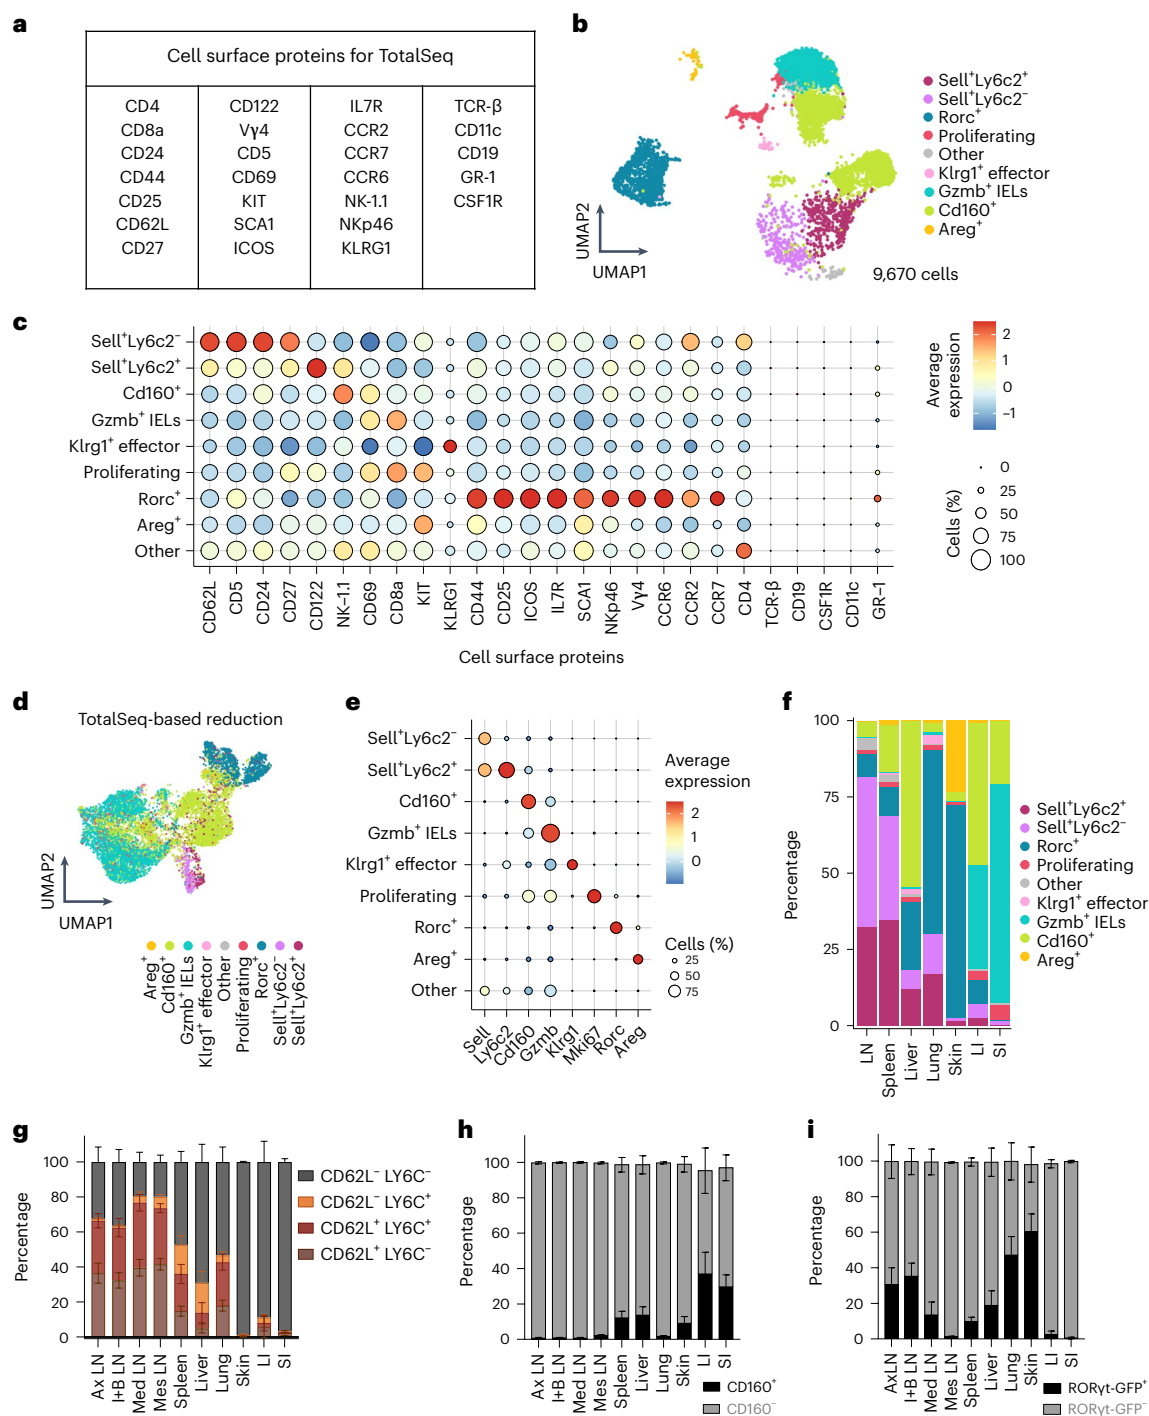 a
Cell surface proteins for TotalSeq
CD4 CD122 IL7R TCR-β
CD8a Vγ4 CCR2 CD11c
CD24 CD5 CCR7 CD19
CD44 CD69 CCR6 GR-1
CD25 KIT NK-1.1 CSF1R
CD62L SCA1 NKp46
CD27 ICOS KLRG1
b
Sell⁺Ly6c2⁺
Sell⁺Ly6c2⁻
Rorc⁺
Proliferating
Other
Klrg1⁺ effector
Gzmb⁺ IELs
Cd160⁺
Areg⁺
UMAP2
UMAP1
9,670 cells
c
Sell⁺Ly6c2⁻
Sell⁺Ly6c2⁺
Cd160⁺
Gzmb⁺ IELs
Klrg1⁺ effector
Proliferating
Rorc⁺
Areg⁺
Other
CD62L CD5 CD24 CD27 CD122 NK-1.1 CD69 CD8a KIT KLRG1 CD44 CD25 ICOS IL7R SCA1 NKp46 Vγ4 CCR6 CCR2 CCR7 CD4 TCR-β CD19 CSF1R CD11c GR-1
Cell surface proteins
Average
expression
2
1
0
−1
Cells (%)
0
25
50
75
100
d
TotalSeq-based reduction
UMAP2
UMAP1
Areg⁺ Cd160⁺ Gzmb⁺ IELs Klrg1⁺ effector Other Proliferating Rorc⁺ Sell⁺Ly6c2⁻ Sell⁺Ly6c2⁺
e
Sell⁺Ly6c2⁻
Sell⁺Ly6c2⁺
Cd160⁺
Gzmb⁺ IELs
Klrg1⁺ effector
Proliferating
Rorc⁺
Areg⁺
Other
Sell Ly6c2 Cd160 Gzmb Klrg1 Mki67 Rorc Areg
Average
expression
2
1
0
Cells (%)
25
50
75
f
Percentage
100
75
50
25
0
LN Spleen Liver Lung Skin LI SI
Sell⁺Ly6c2⁺
Sell⁺Ly6c2⁻
Rorc⁺
Proliferating
Other
Klrg1⁺ effector
Gzmb⁺ IELs
Cd160⁺
Areg⁺
g
Percentage
100
80
60
40
20
0
Ax LN I+B LN Med LN Mes LN Spleen Liver Lung Skin LI SI
CD62L⁻ LY6C⁻
CD62L⁻ LY6C⁺
CD62L⁺ LY6C⁺
CD62L⁺ LY6C⁻
h
Percentage
100
80
60
40
20
0
Ax LN I+B LN Med LN Mes LN Spleen Liver Lung Skin LI SI
CD160⁺
CD160⁻
i
Percentage
100
80
60
40
20
0
AxLN I+B LN Med LN Mes LN Spleen Liver Lung Skin LI SI
RORγt-GFP⁺
RORγt-GFP⁻